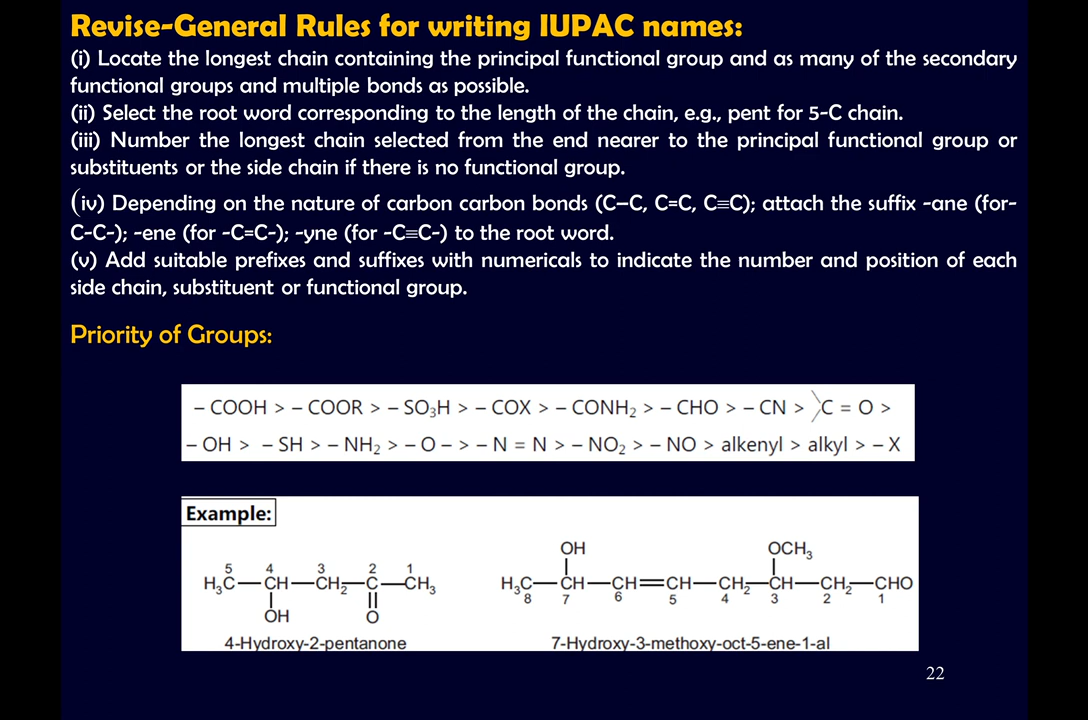 Revise-General Rules for writing IUPAC names:
(i) Locate the longest chain containing the principal functional group and as many of the secondary
functional groups and multiple bonds as possible.
(ii) Select the root word corresponding to the length of the chain, e.g., pent for 5-C chain.
(iii) Number the longest chain selected from the end nearer to the principal functional group or
substituents or the side chain if there is no functional group.
(iv) Depending on the nature of carbon carbon bonds (C–C, C=C, C≡C); attach the suffix -ane (for-
C-C-); -ene (for -C=C-); -yne (for -C≡C-) to the root word.
(v) Add suitable prefixes and suffixes with numericals to indicate the number and position of each
side chain, substituent or functional group.
Priority of Groups:
– COOH > – COOR > – SO₃H > – COX > – CONH₂ > – CHO > – CN > C = O >
– OH > – SH > – NH₂ > – O – > – N = N > – NO₂ > – NO > alkenyl > alkyl > – X
Example:
5 4 3 2 1
H₃C—CH—CH₂—C—CH₃
OH O
4-Hydroxy-2-pentanone
OH OCH₃
H₃C—CH—CH=CH—CH₂—CH—CH₂—CHO
8 7 6 5 4 3 2 1
7-Hydroxy-3-methoxy-oct-5-ene-1-al
22